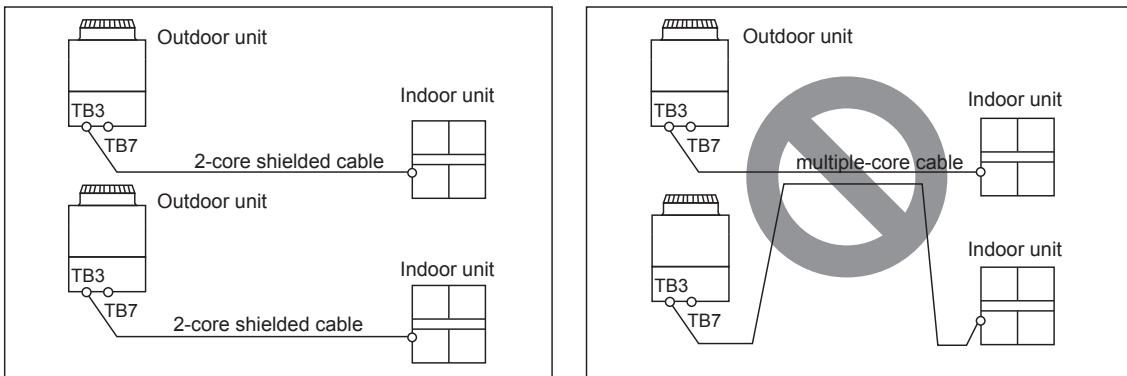 Outdoor unit
Indoor unit
TB3
TB7
2-core shielded cable
Outdoor unit
Indoor unit
TB3
TB7
2-core shielded cable
Outdoor unit
Indoor unit
TB3
TB7
multiple-core cable
Indoor unit
TB3
TB7